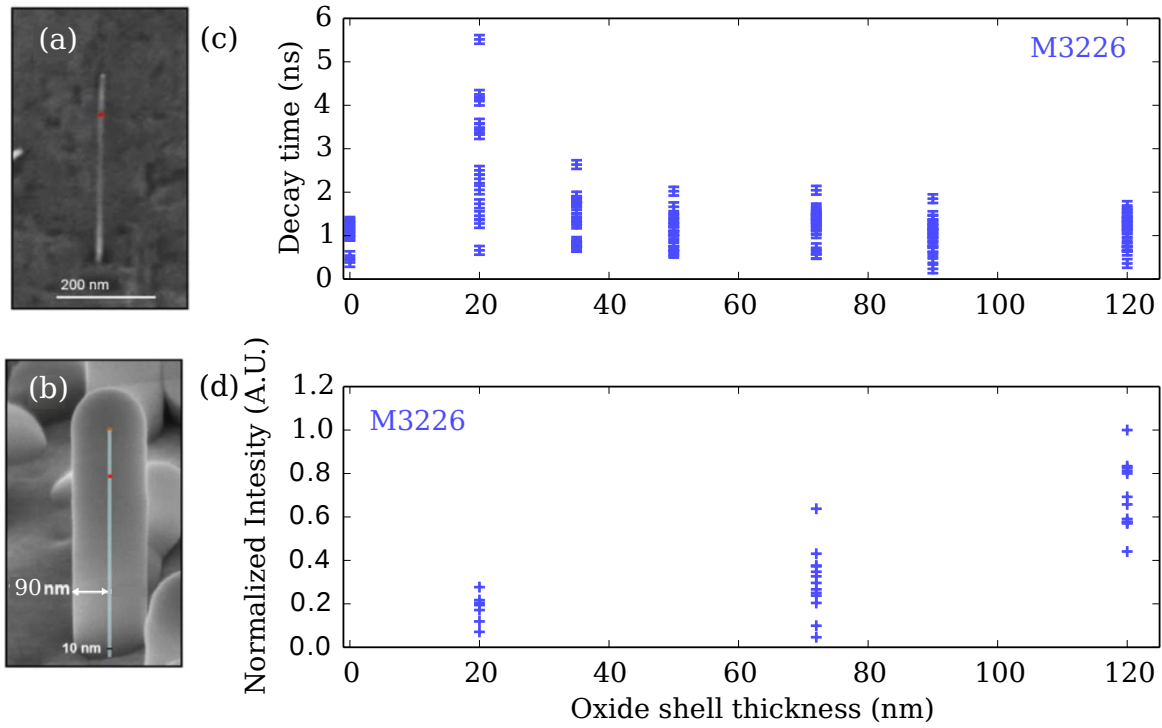 (a)
200 nm
(b)
90 nm
10 nm
(c)
M3226
Decay time (ns)
6
5
4
3
2
1
0
0 20 40 60 80 100 120
(d)
M3226
Normalized Intesity (A.U.)
1.2
1.0
0.8
0.6
0.4
0.2
0.0
0 20 40 60 80 100 120
Oxide shell thickness (nm)